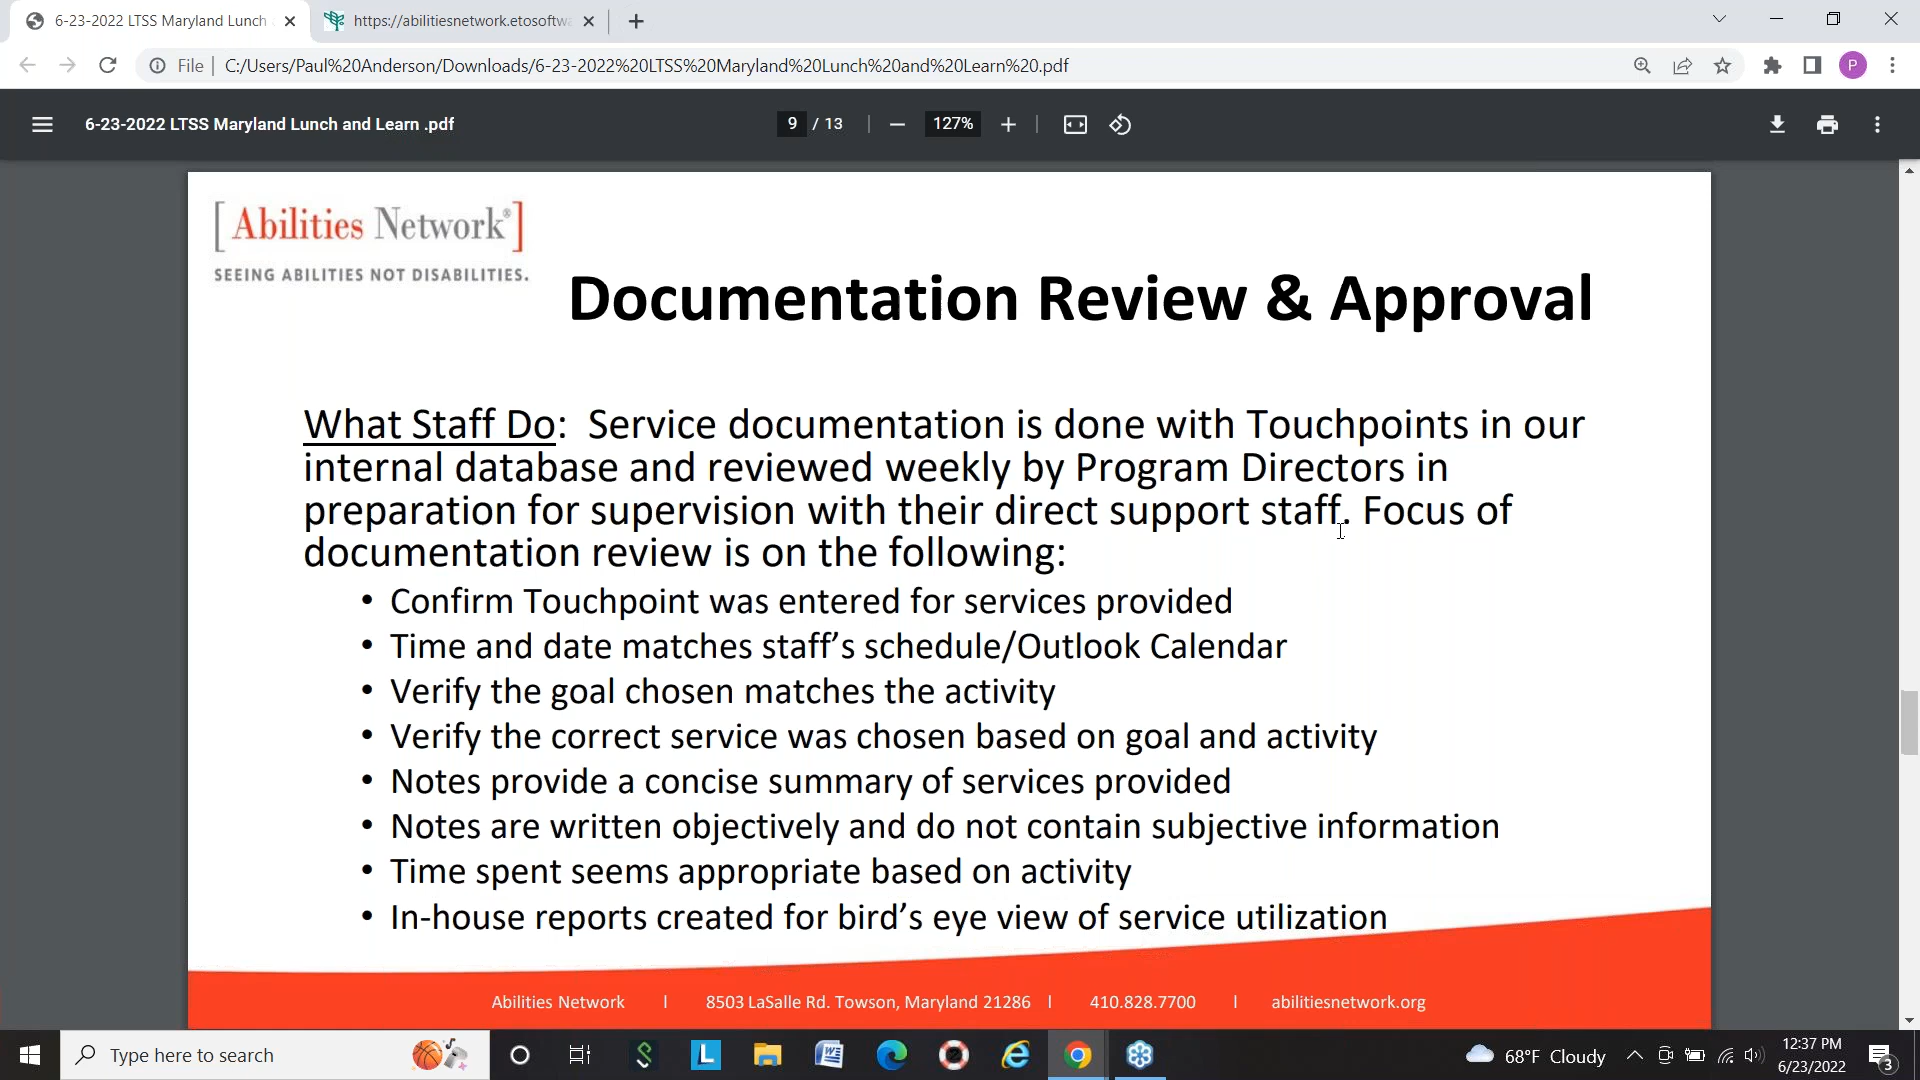 6-23-2022 LTSS Maryland Lunch
https://abilitiesnetwork.etosoftwa
File
C:/Users/Paul%20Anderson/Downloads/6-23-2022%20LTSS%20Maryland%20Lunch%20and%20Learn%20.pdf
P
6-23-2022 LTSS Maryland Lunch and Learn .pdf
9 / 13
127%
[ Abilities Network® ]
SEEING ABILITIES NOT DISABILITIES.
Documentation Review & Approval
What Staff Do: Service documentation is done with Touchpoints in our
internal database and reviewed weekly by Program Directors in
preparation for supervision with their direct support staff. Focus of
documentation review is on the following:
• Confirm Touchpoint was entered for services provided
• Time and date matches staff’s schedule/Outlook Calendar
• Verify the goal chosen matches the activity
• Verify the correct service was chosen based on goal and activity
• Notes provide a concise summary of services provided
• Notes are written objectively and do not contain subjective information
• Time spent seems appropriate based on activity
• In-house reports created for bird’s eye view of service utilization
Abilities Network | 8503 LaSalle Rd. Towson, Maryland 21286 | 410.828.7700 | abilitiesnetwork.org
Type here to search
68°F Cloudy
12:37 PM
6/23/2022
3